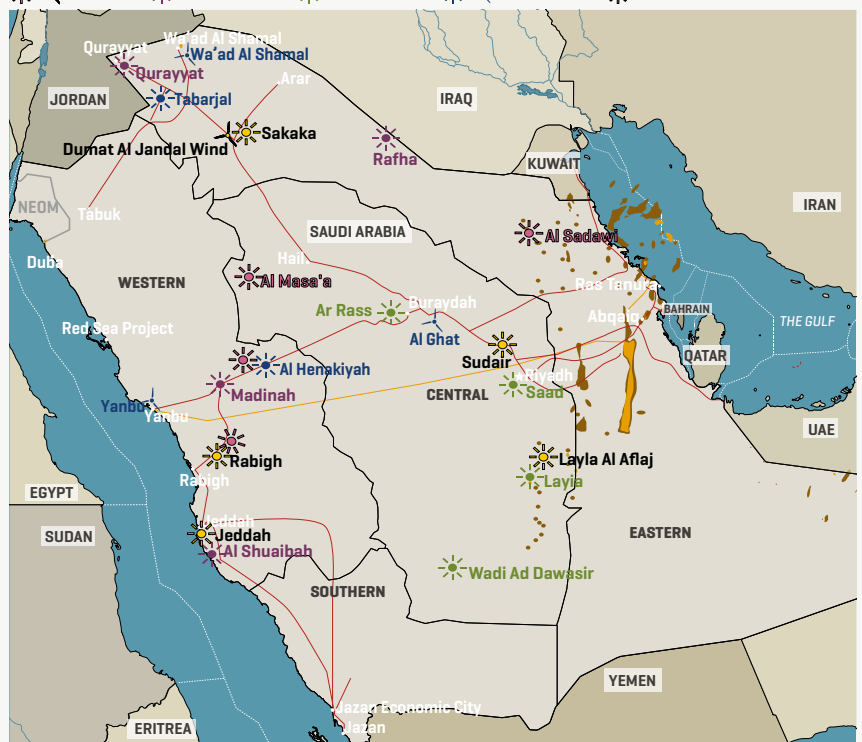 Wa'ad Al Shamal
Qurayyat
Wa'ad Al Shamal
Qurayyat
Arar
JORDAN
Tabarjal
IRAQ
Sakaka
Dumat Al Jandal Wind
Rafha
KUWAIT
NEOM
Tabuk
IRAN
SAUDI ARABIA
Al Sadawi
Duba
Hail
WESTERN
Al Masa'a
Ras Tanura
Buraydah
Ar Rass
Abqaiq
BAHRAIN
THE GULF
Red Sea Project
Al Ghat
QATAR
Sudair
Al Henakiyah
Riyadh
Madinah
CENTRAL
Saad
Yanbu
Yanbu
UAE
Rabigh
Layla Al Aflaj
Rabigh
Layla
EGYPT
Jeddah
SUDAN
Jeddah
EASTERN
Al Shuaibah
Wadi Ad Dawasir
SOUTHERN
YEMEN
Jazan Economic City
ERITREA
Jazan